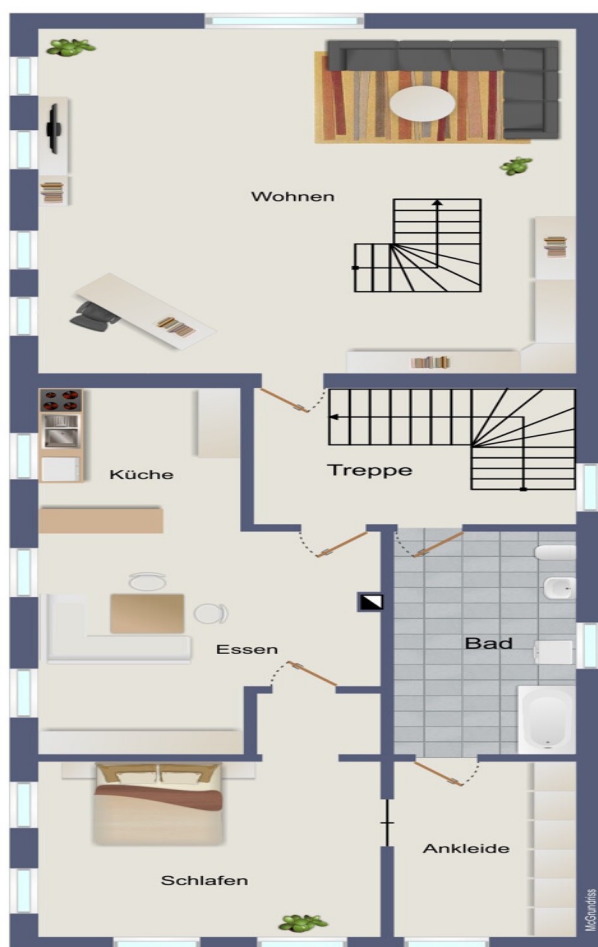 Wohnen
Küche
Treppe
Essen
Bad
Schlafen
Ankleide
McGrundriss